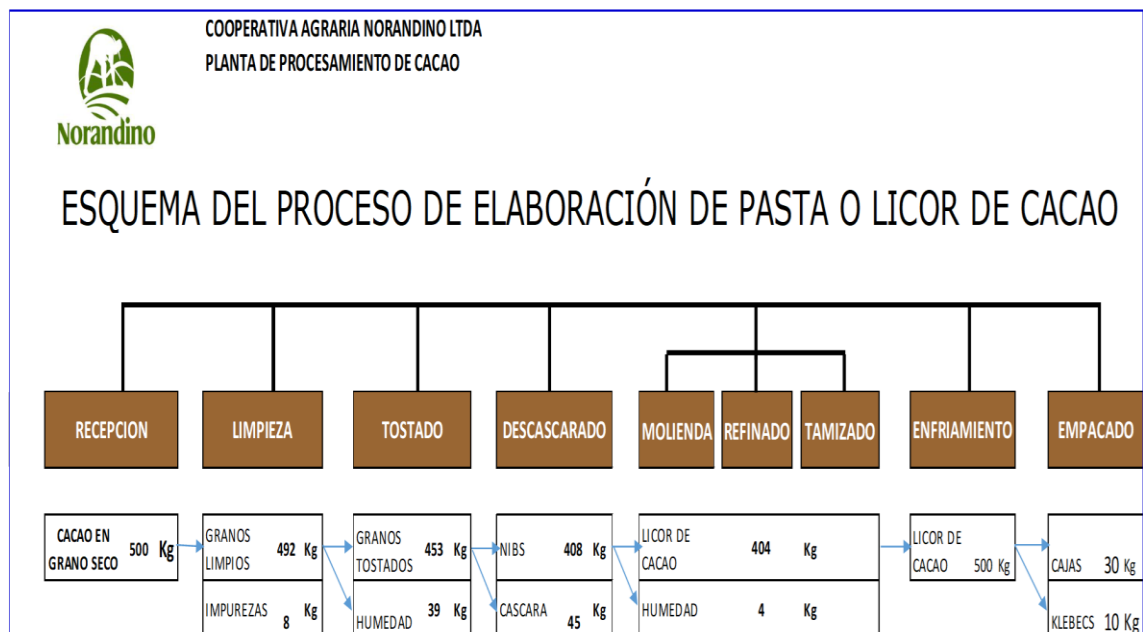 COOPERATIVA AGRARIA NORANDINO LTDA
PLANTA DE PROCESAMIENTO DE CACAO
Norandino
ESQUEMA DEL PROCESO DE ELABORACIÓN DE PASTA O LICOR DE CACAO
RECEPCION LIMPIEZA TOSTADO DESCASCARADO MOLIENDA REFINADO TAMIZADO ENFRIAMIENTO EMPACADO
CACAO EN GRANO SECO 500 Kg
GRANOS LIMPIOS 492 Kg
GRANOS TOSTADOS 453 Kg
NIBS 408 Kg
LICOR DE CACAO 404 Kg
LICOR DE CACAO 500 Kg
CAJAS 30 Kg
IMPUREZAS 8 Kg
HUMEDAD 39 Kg
CASCARA 45 Kg
HUMEDAD 4 Kg
KLEBECS 10 Kg